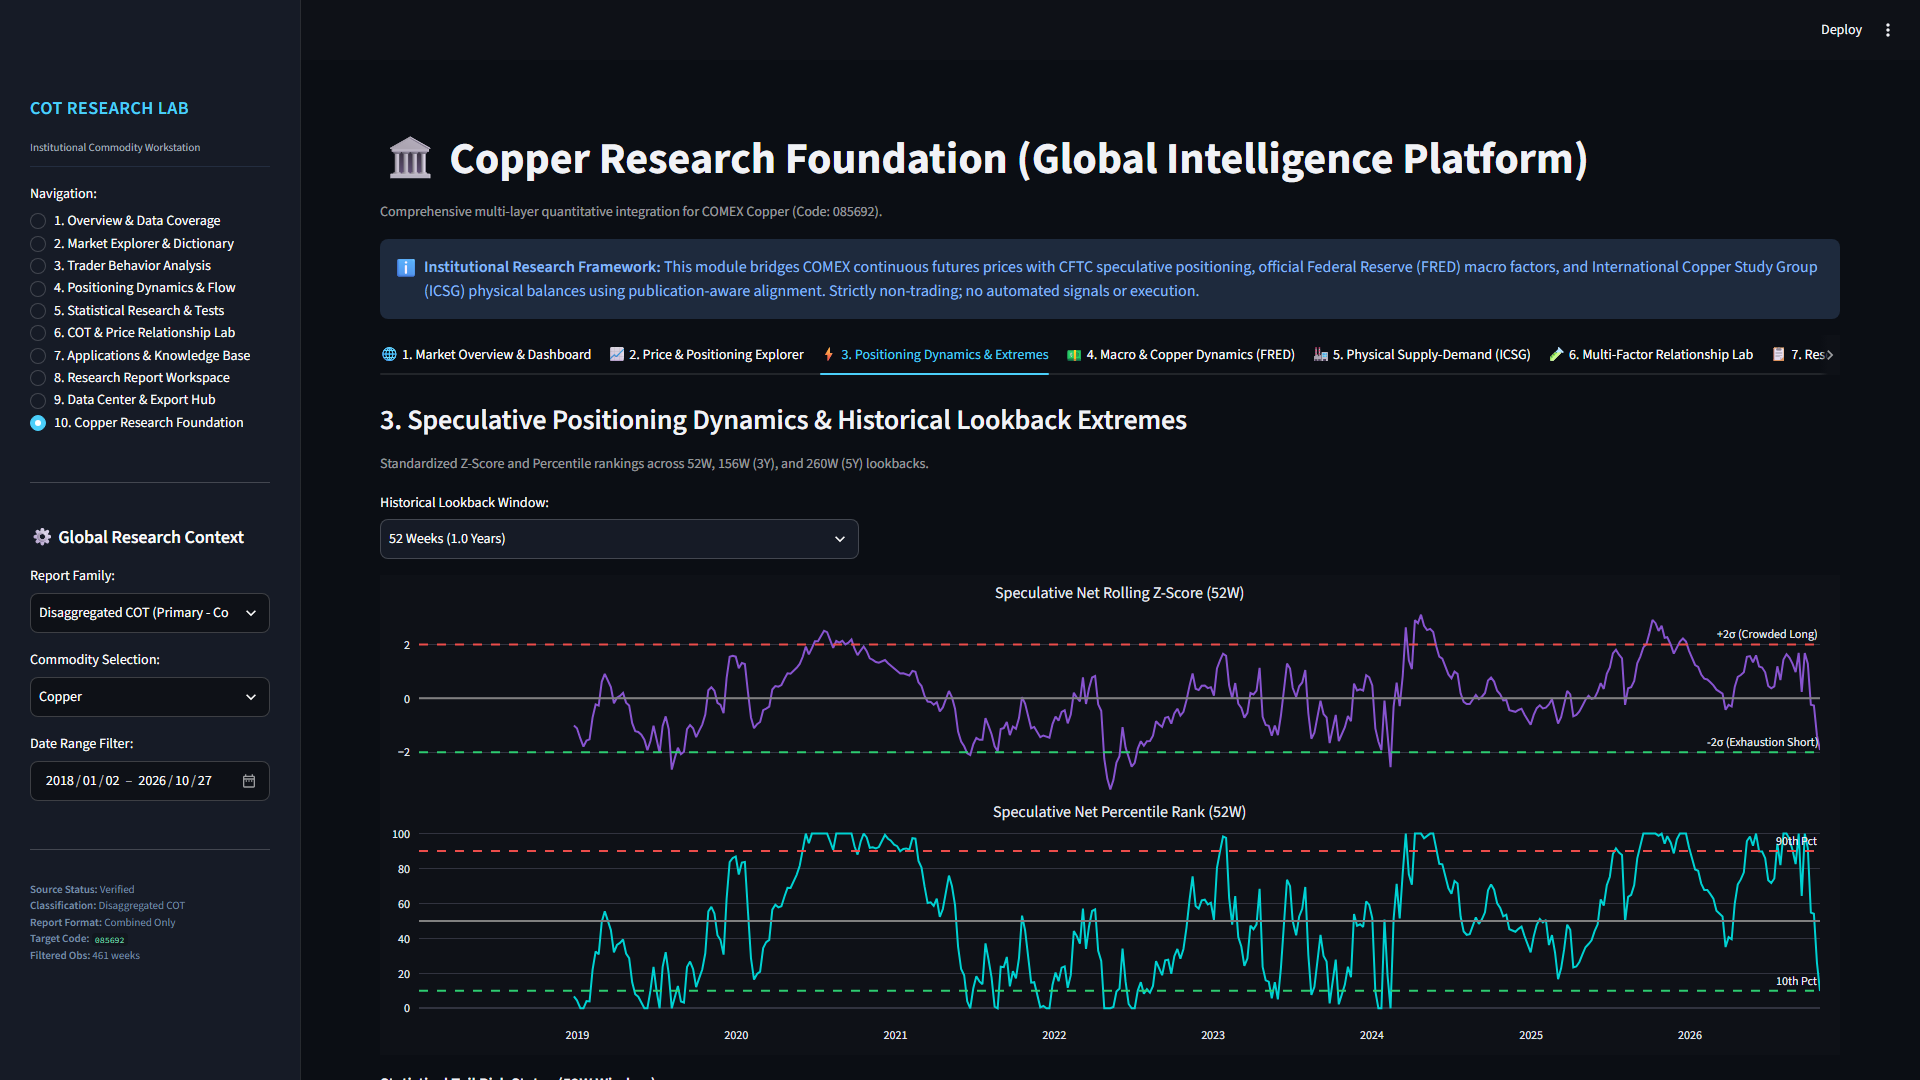 Deploy
COT RESEARCH LAB
Institutional Commodity Workstation
Navigation:
1. Overview & Data Coverage
2. Market Explorer & Dictionary
3. Trader Behavior Analysis
4. Positioning Dynamics & Flow
5. Statistical Research & Tests
6. COT & Price Relationship Lab
7. Applications & Knowledge Base
8. Research Report Workspace
9. Data Center & Export Hub
10. Copper Research Foundation
Global Research Context
Report Family:
Disaggregated COT (Primary - Co
Commodity Selection:
Copper
Date Range Filter:
2018/01/02 – 2026/10/27
Source Status: Verified
Classification: Disaggregated COT
Report Format: Combined Only
Target Code: 085692
Filtered Obs: 461 weeks
Copper Research Foundation (Global Intelligence Platform)
Comprehensive multi-layer quantitative integration for COMEX Copper (Code: 085692).
Institutional Research Framework: This module bridges COMEX continuous futures prices with CFTC speculative positioning, official Federal Reserve (FRED) macro factors, and International Copper Study Group
(ICSG) physical balances using publication-aware alignment. Strictly non-trading; no automated signals or execution.
1. Market Overview & Dashboard
2. Price & Positioning Explorer
3. Positioning Dynamics & Extremes
4. Macro & Copper Dynamics (FRED)
5. Physical Supply-Demand (ICSG)
6. Multi-Factor Relationship Lab
7. Res
3. Speculative Positioning Dynamics & Historical Lookback Extremes
Standardized Z-Score and Percentile rankings across 52W, 156W (3Y), and 260W (5Y) lookbacks.
Historical Lookback Window:
52 Weeks (1.0 Years)
Speculative Net Rolling Z-Score (52W)
+2σ (Crowded Long)
2
0
−2
-2σ (Exhaustion Short)
Speculative Net Percentile Rank (52W)
100
90th Pct
80
60
40
20
10th Pct
0
2019 2020 2021 2022 2023 2024 2025 2026